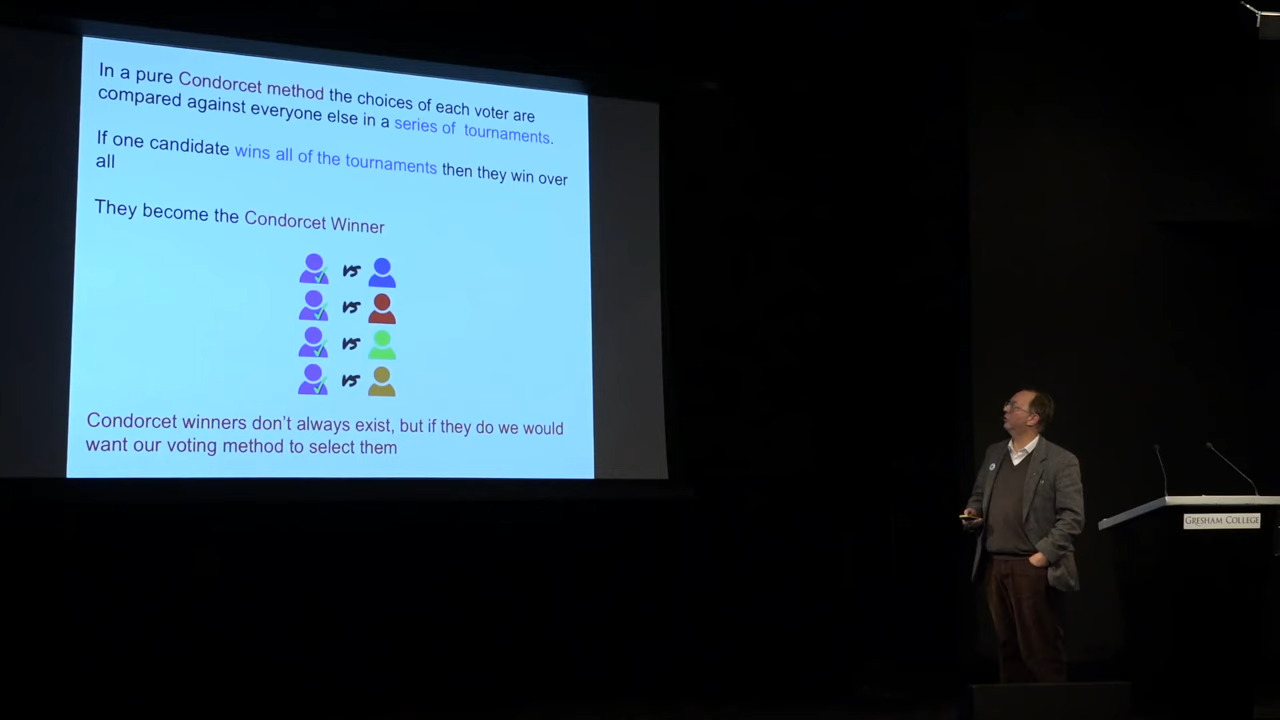 In a pure Condorcet method the choices of each voter are
compared against everyone else in a series of tournaments.
If one candidate wins all of the tournaments then they win over
all
They become the Condorcet Winner
vs
vs
vs
vs
Condorcet winners don't always exist, but if they do we would
want our voting method to select them
GRESHAM COLLEGE